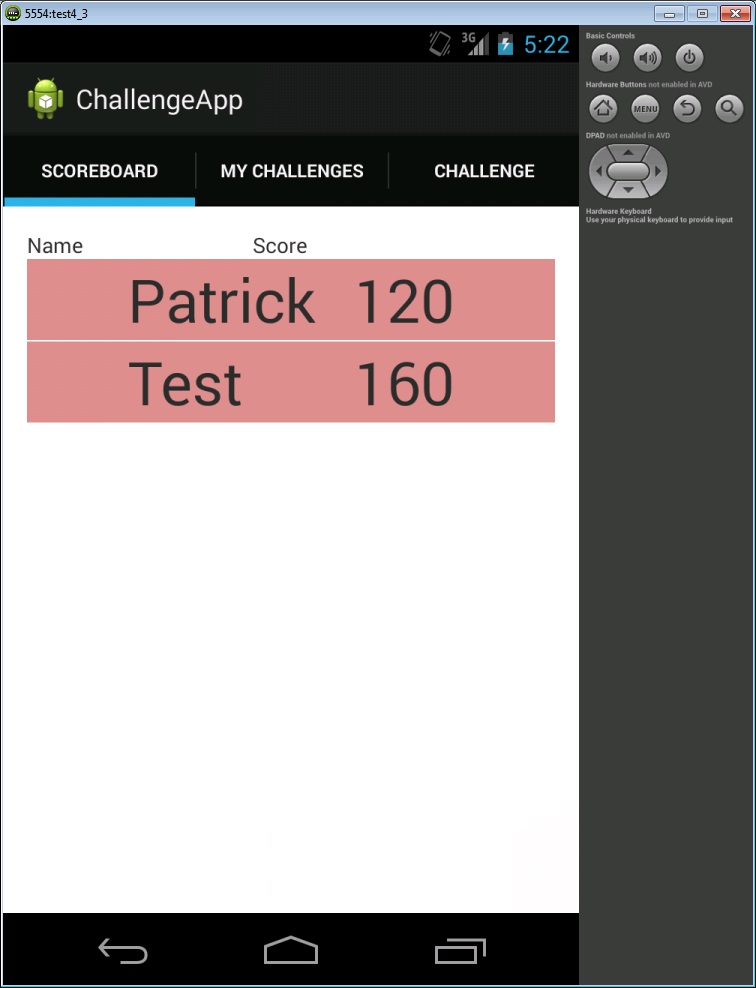 5554:test4_3
3G 5:22
ChallengeApp
SCOREBOARD MY CHALLENGES CHALLENGE
Name Score
Patrick 120
Test 160
Basic Controls
Hardware Buttons not enabled in AVD
MENU
DPAD not enabled in AVD
Hardware Keyboard
Use your physical keyboard to provide input